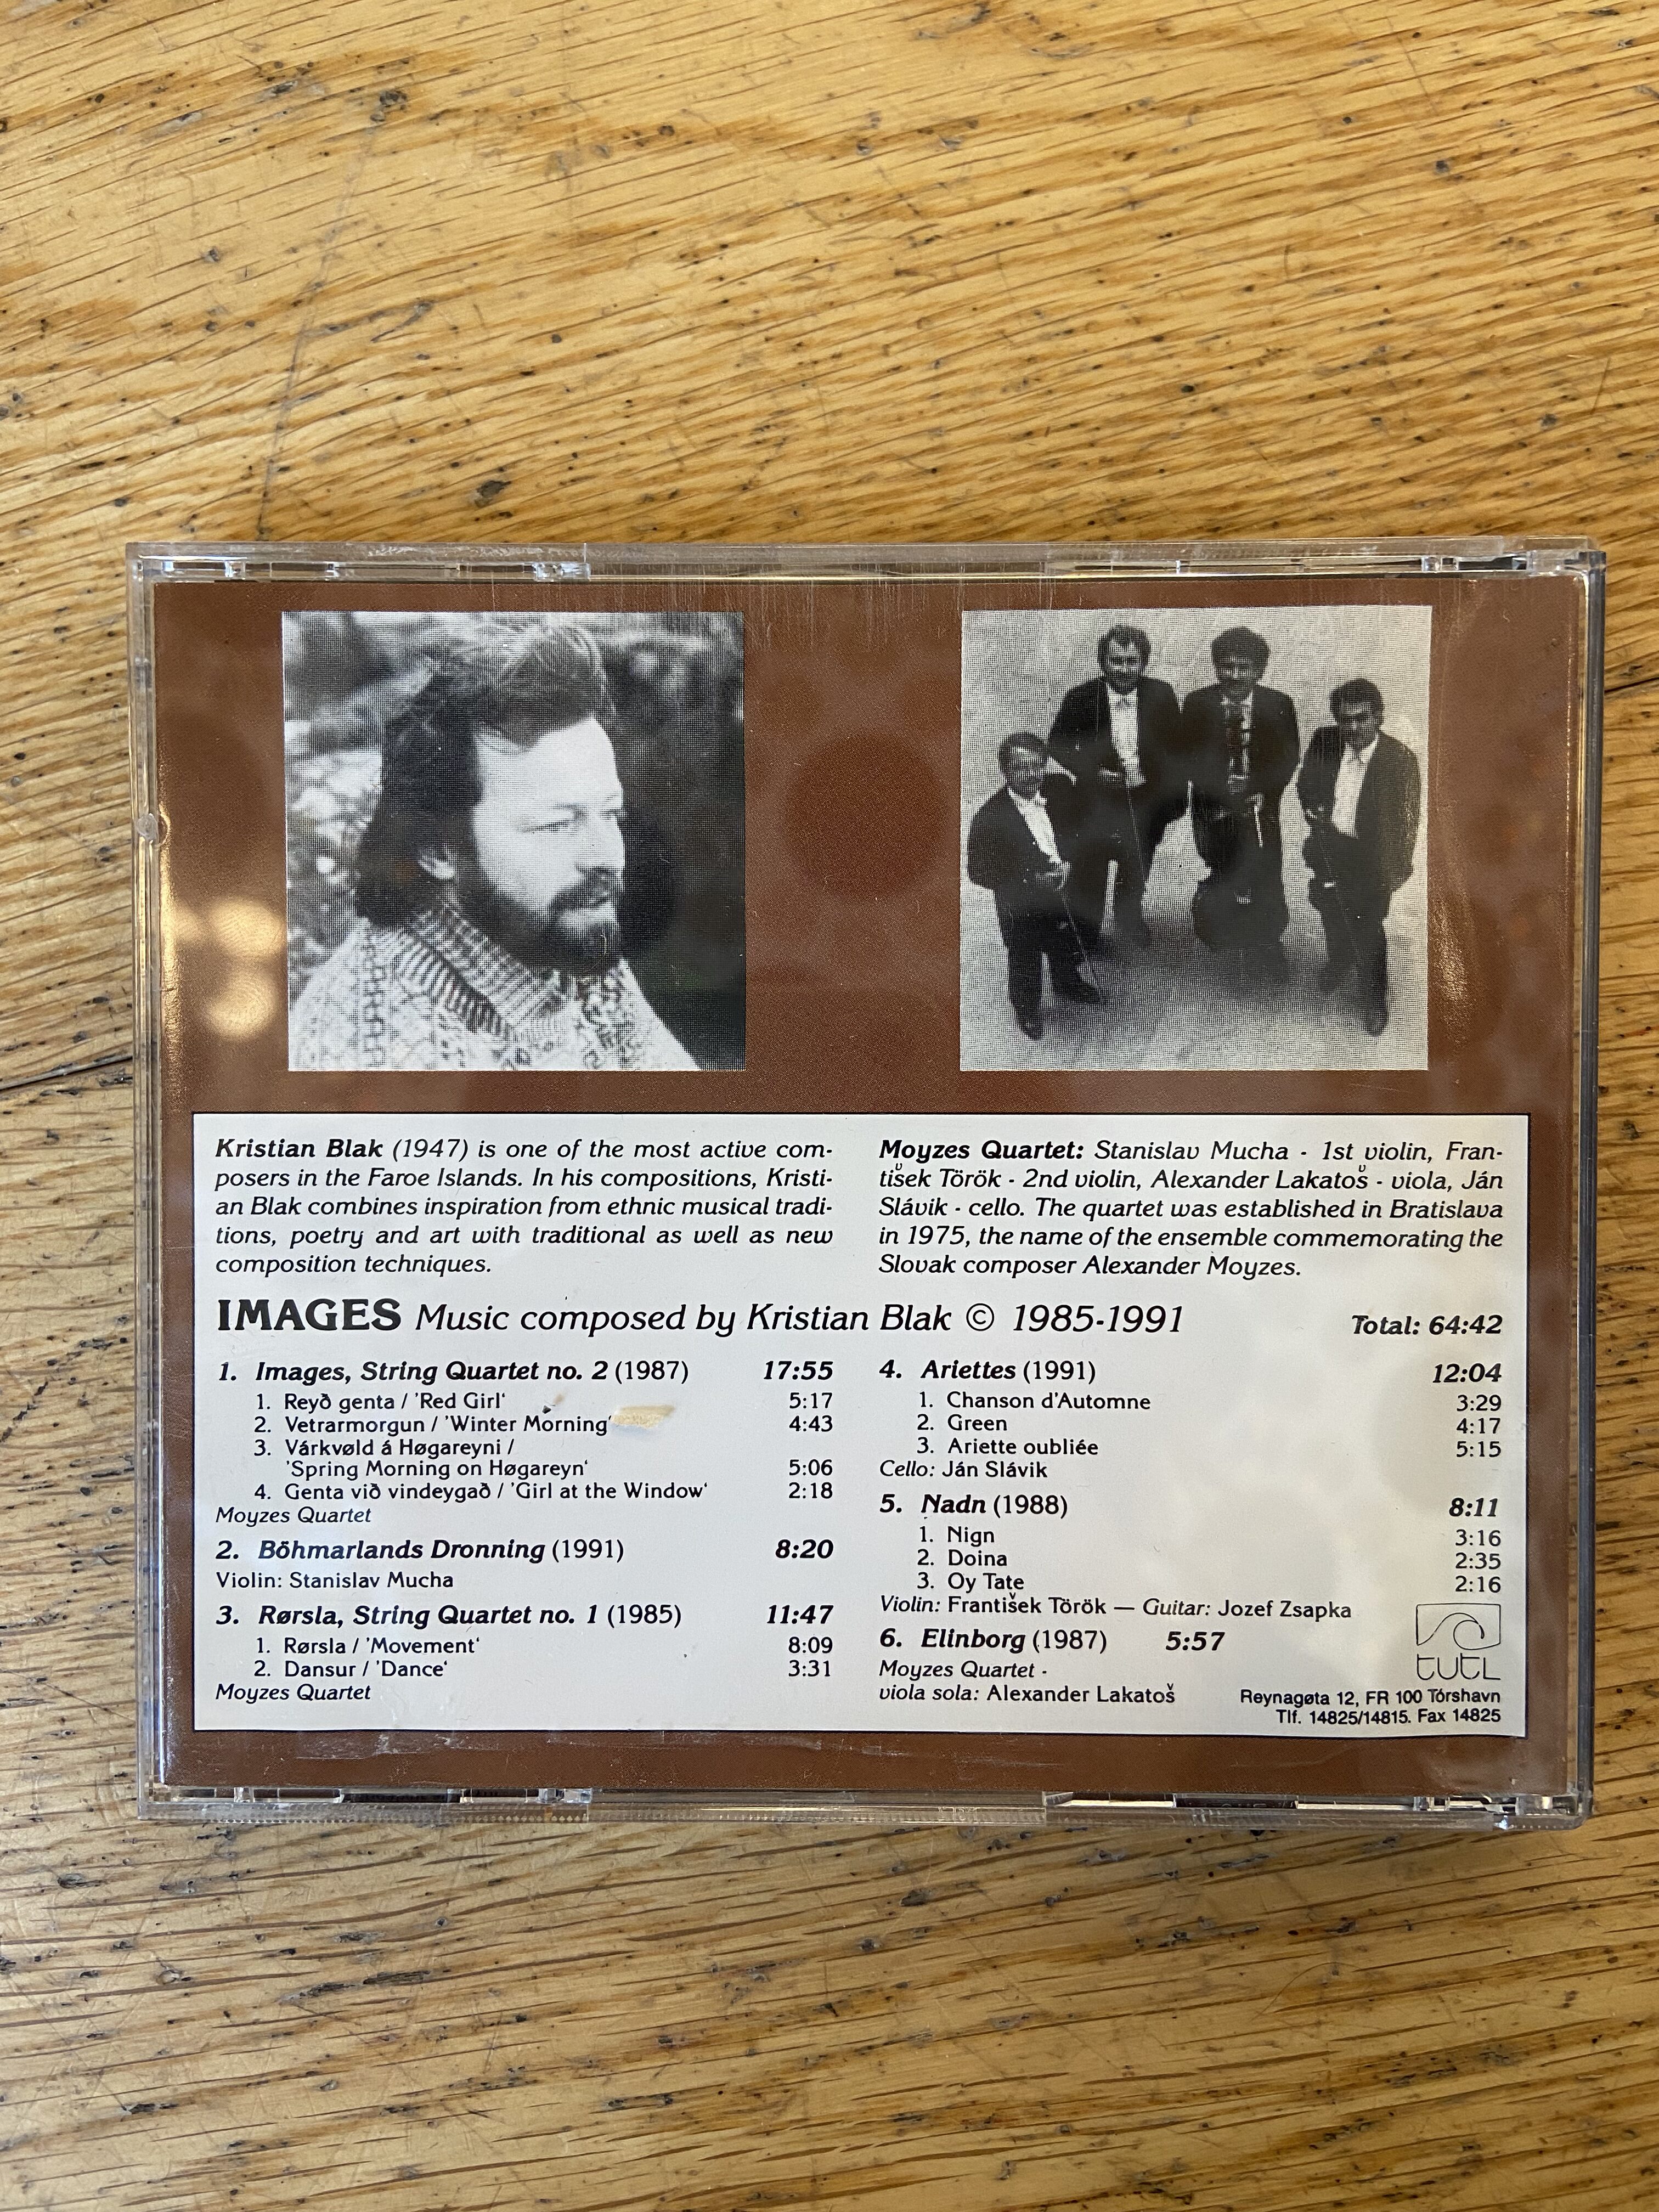 Kristian Blak (1947) is one of the most active com-
posers in the Faroe Islands. In his compositions, Kristi-
an Blak combines inspiration from ethnic musical tradi-
tions, poetry and art with traditional as well as new
composition techniques.
Moyzes Quartet: Stanislav Mucha - 1st violin, Fran-
tišek Török - 2nd violin, Alexander Lakatoš - viola, Ján
Slávik - cello. The quartet was established in Bratislava
in 1975, the name of the ensemble commemorating the
Slovak composer Alexander Moyzes.
IMAGES Music composed by Kristian Blak © 1985-1991 Total: 64:42
1. Images, String Quartet no. 2 (1987) 17:55
1. Reyð genta / 'Red Girl' 5:17
2. Vetrarmorgun / 'Winter Morning' 4:43
3. Várkvøld á Høgareyni /
'Spring Morning on Høgareyn' 5:06
4. Genta við vindeygað / 'Girl at the Window' 2:18
Moyzes Quartet
2. Böhmarlands Dronning (1991) 8:20
Violin: Stanislav Mucha
3. Rørsla, String Quartet no. 1 (1985) 11:47
1. Rørsla / 'Movement' 8:09
2. Dansur / 'Dance' 3:31
Moyzes Quartet
4. Ariettes (1991) 12:04
1. Chanson d'Automne 3:29
2. Green 4:17
3. Ariette oubliée 5:15
Cello: Ján Slávik
5. Nadn (1988) 8:11
1. Nign 3:16
2. Doina 2:35
3. Oy Tate 2:16
Violin: František Török — Guitar: Jozef Zsapka
6. Elinborg (1987) 5:57
Moyzes Quartet -
viola sola: Alexander Lakatoš
tutl
Reynagøta 12, FR 100 Tórshavn
Tlf. 14825/14815. Fax 14825